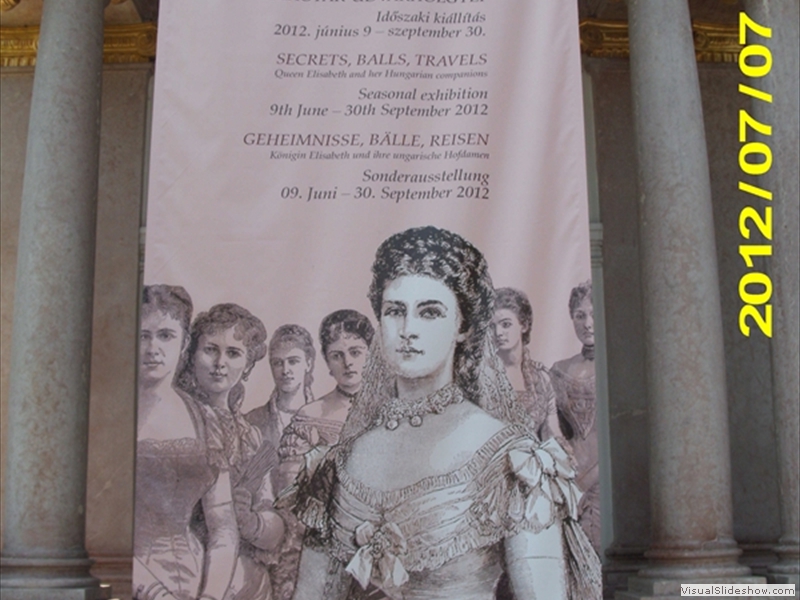 Időszaki kiállítás
2012. június 9 – szeptember 30.
SECRETS, BALLS, TRAVELS
Queen Elisabeth and her Hungarian companions
Seasonal exhibition
9th June – 30th September 2012
GEHEIMNISSE, BÄLLE, REISEN
Königin Elisabeth und ihre ungarische Hofdamen
Sonderausstellung
09. Juni – 30. September 2012
2012/07/07
VisualSlideshow.com